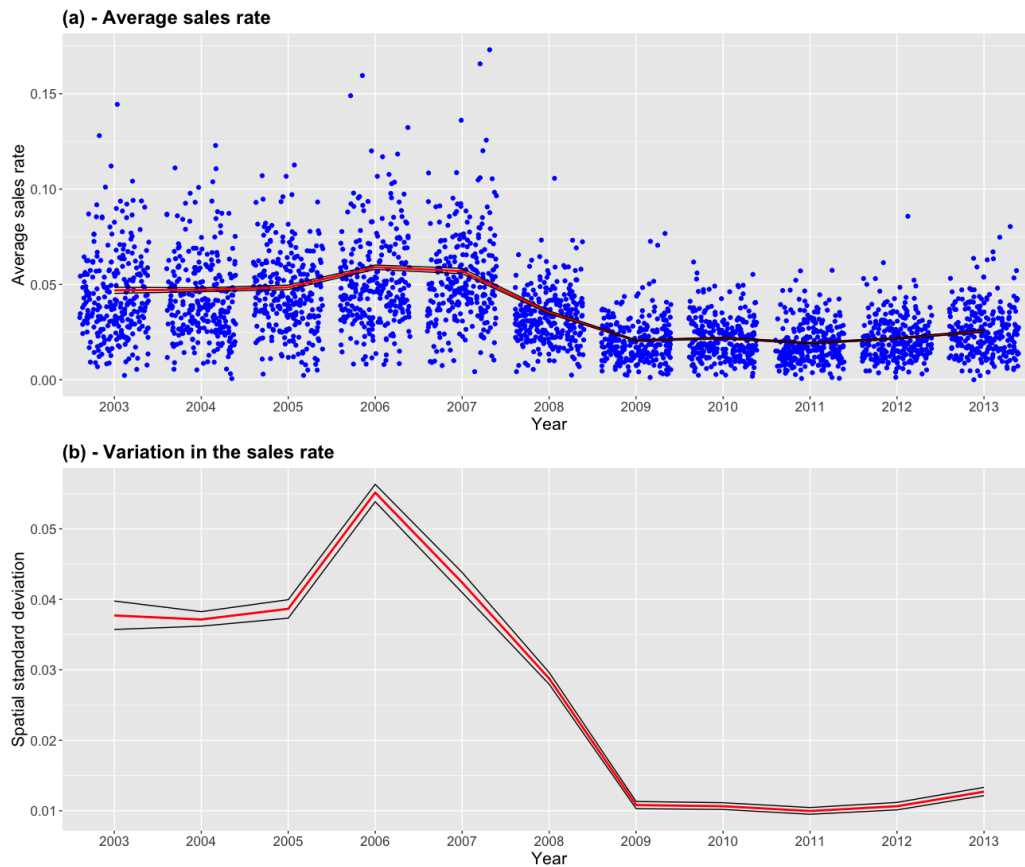 (a) - Average sales rate
Average sales rate
0.15
0.10
0.05
0.00
2003 2004 2005 2006 2007 2008 2009 2010 2011 2012 2013
Year
(b) - Variation in the sales rate
Spatial standard deviation
0.05
0.04
0.03
0.02
0.01
2003 2004 2005 2006 2007 2008 2009 2010 2011 2012 2013
Year